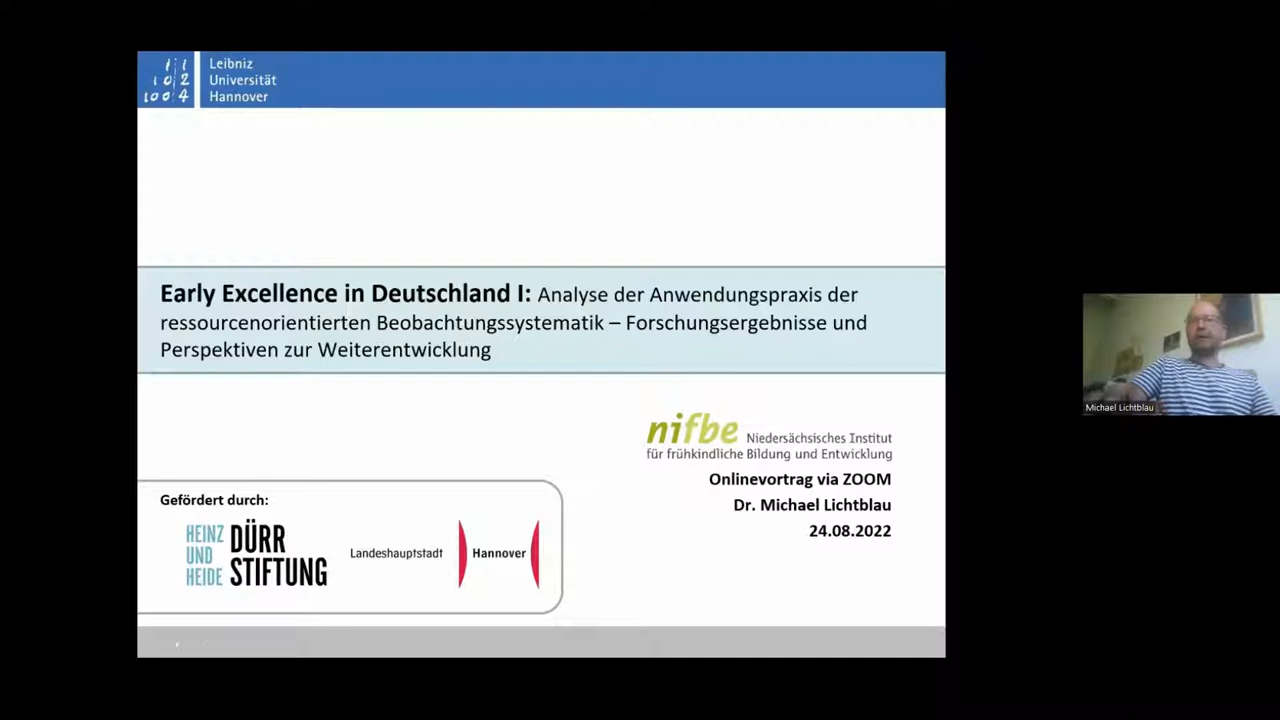 Leibniz
Universität
Hannover
Early Excellence in Deutschland I: Analyse der Anwendungspraxis der
ressourcenorientierten Beobachtungssystematik – Forschungsergebnisse und
Perspektiven zur Weiterentwicklung
nifbe Niedersächsisches Institut
für frühkindliche Bildung und Entwicklung
Onlinevortrag via ZOOM
Dr. Michael Lichtblau
24.08.2022
Gefördert durch:
HEINZ UND HEIDE
DÜRR STIFTUNG
Landeshauptstadt Hannover
Michael Lichtblau